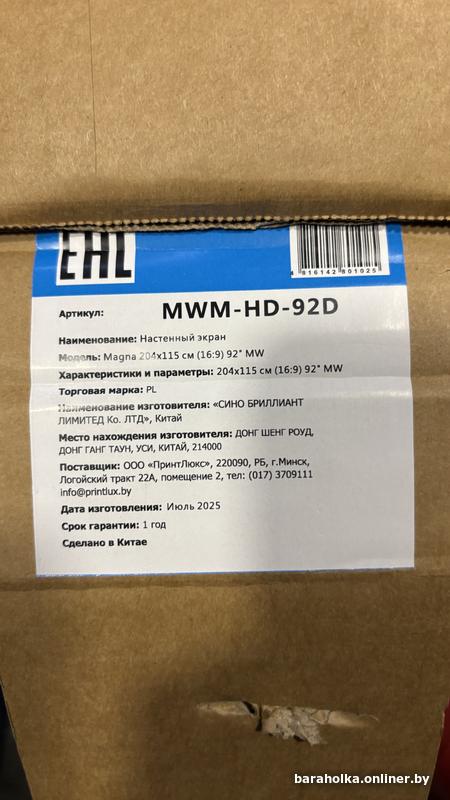 EAC
4 816142 801025
Артикул: MWM-HD-92D
Наименование: Настенный экран
Модель: Magna 204x115 см (16:9) 92" MW
Характеристики и параметры: 204x115 см (16:9) 92" MW
Торговая марка: PL
Наименование изготовителя: «СИНО БРИЛЛИАНТ
ЛИМИТЕД Ко. ЛТД», Китай
Место нахождения изготовителя: ДОНГ ШЕНГ РОУД,
ДОНГ ГАНГ ТАУН, УСИ, КИТАЙ, 214000
Поставщик: ООО «ПринтЛюкс», 220090, РБ, г.Минск,
Логойский тракт 22А, помещение 2, тел: (017) 3709111
info@printlux.by
Дата изготовления: Июль 2025
Срок гарантии: 1 год
Сделано в Китае
baraholka.onliner.by